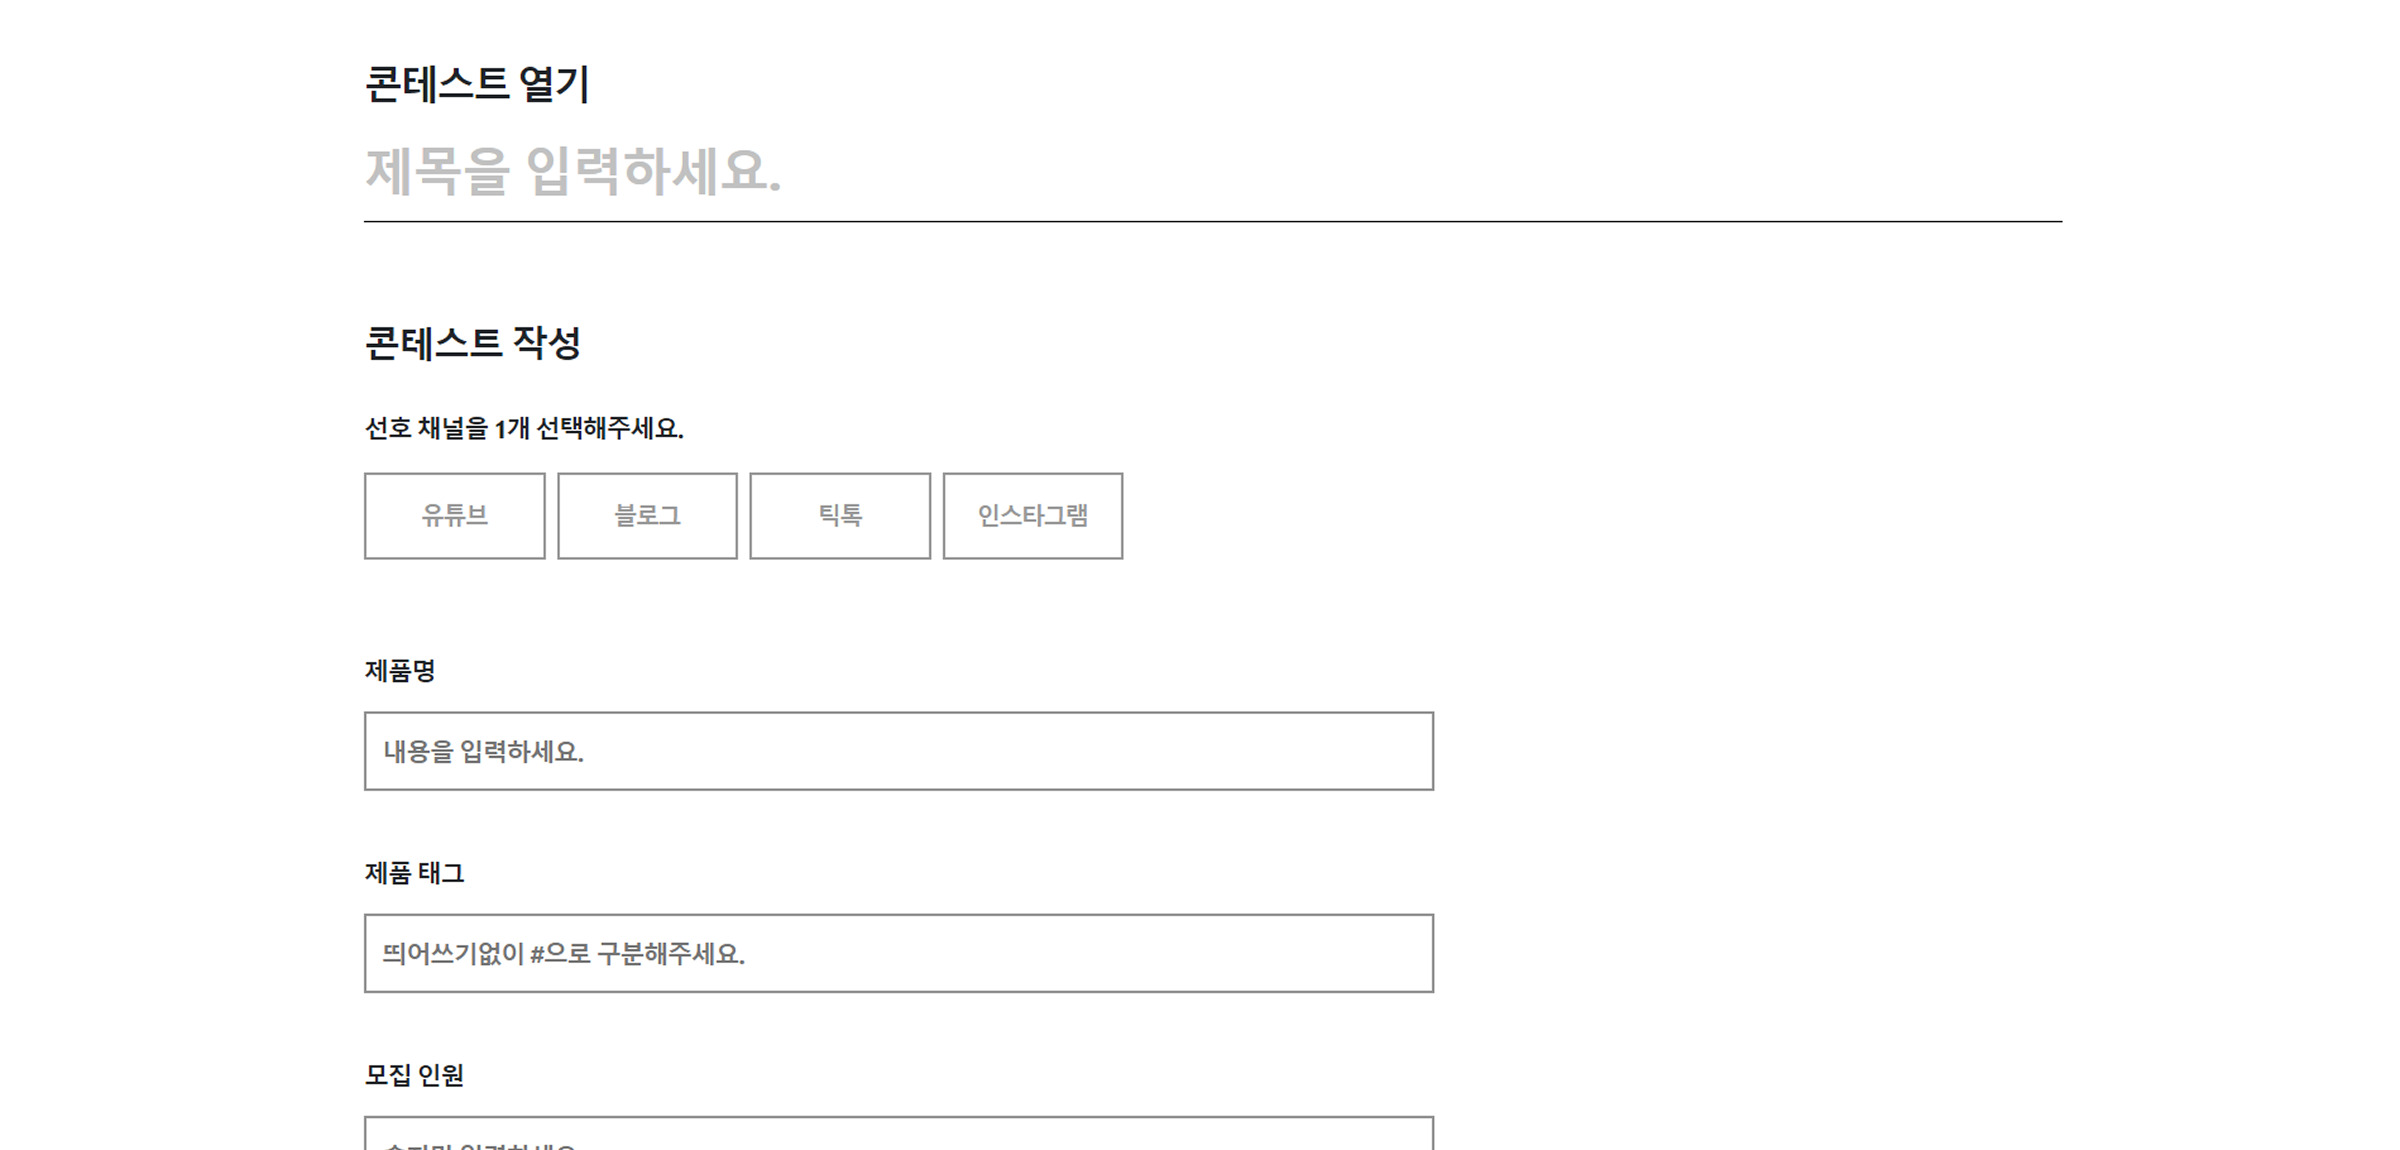 콘테스트 열기
제목을 입력하세요.
콘테스트 작성
선호 채널을 1개 선택해주세요.
유튜브 블로그 틱톡 인스타그램
제품명
내용을 입력하세요.
제품 태그
띄어쓰기없이 #으로 구분해주세요.
모집 인원